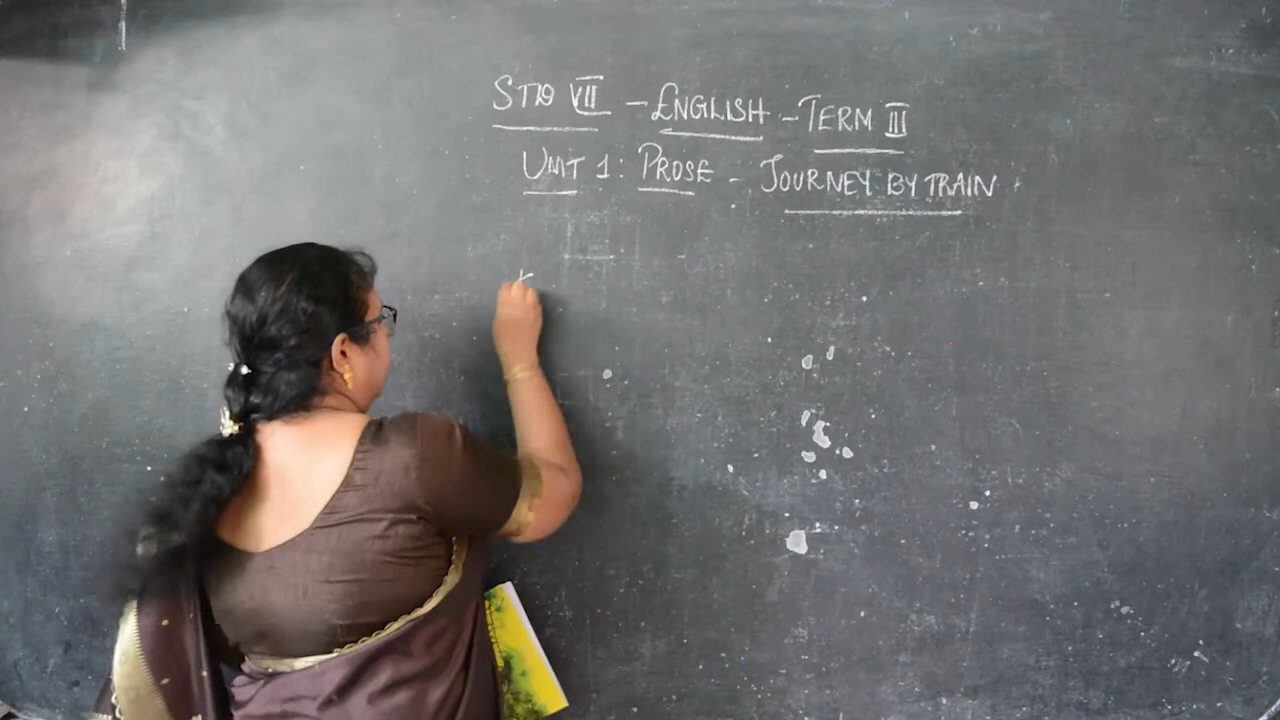 STD VII - ENGLISH - TERM III
UNIT 1: PROSE - JOURNEY BY TRAIN